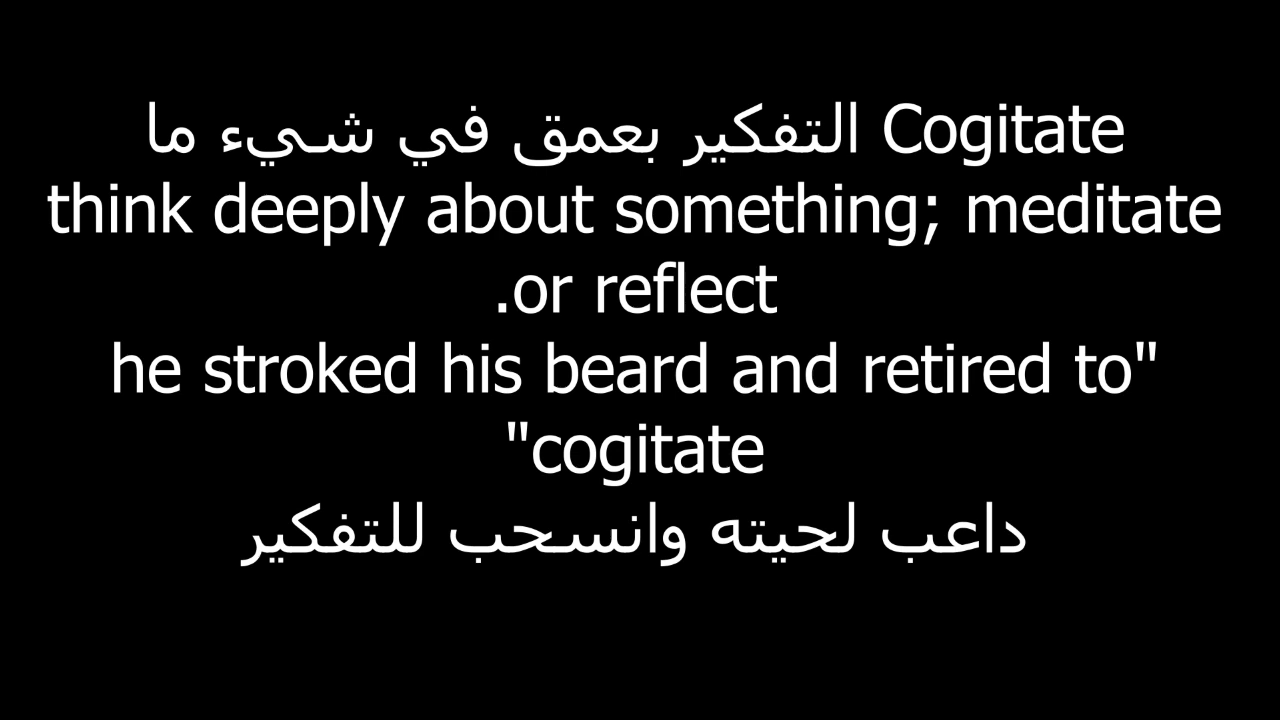 Cogitate التفكير بعمق في شيء ما
think deeply about something; meditate
or reflect.
"he stroked his beard and retired to
cogitate"
داعب لحيته وانسحب للتفكير